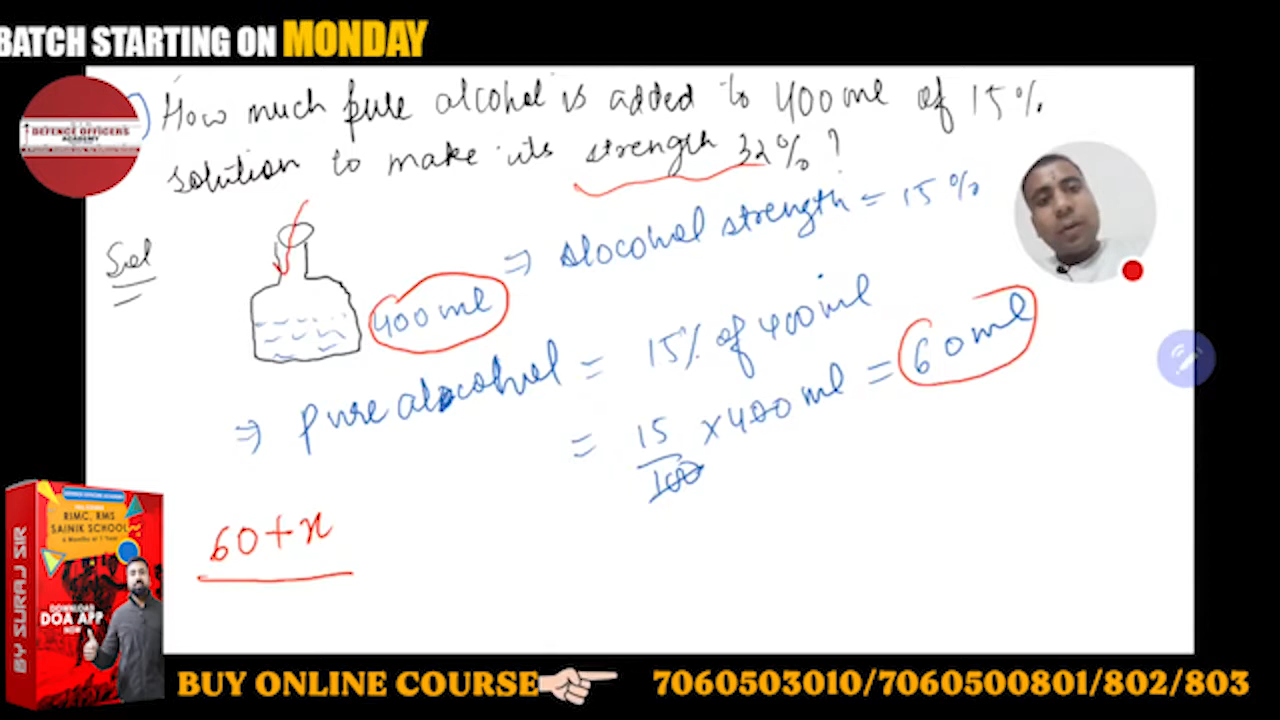 BATCH STARTING ON MONDAY
DEFENCE OFFICERS
ACADEMY
How much pure alcohol is added to 400 ml of 15%
solution to make its strength 32%?
Sol
400 ml
⇒ alocohol strength = 15 %
⇒ pure alocohol = 15% of 400 ml
= 15/100 × 400 ml = 60 ml
60 + x
RIMC, RMS
SAINIK SCHOOL
BY SURAJ SIR
DOWNLOAD
DOA APP
NOW
BUY ONLINE COURSE
7060503010/7060500801/802/803